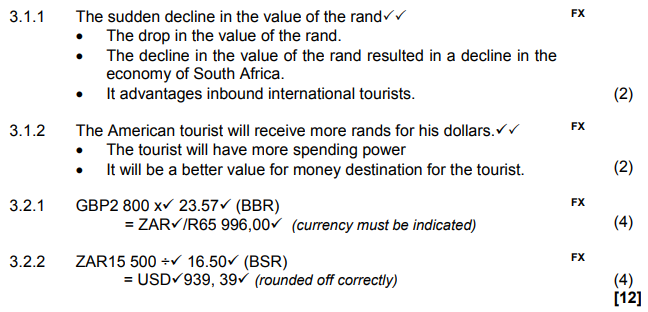 3.1.1 The sudden decline in the value of the rand✓✓ FX
• The drop in the value of the rand.
• The decline in the value of the rand resulted in a decline in the
economy of South Africa.
• It advantages inbound international tourists. (2)
3.1.2 The American tourist will receive more rands for his dollars.✓✓ FX
• The tourist will have more spending power
• It will be a better value for money destination for the tourist. (2)
3.2.1 GBP2 800 x✓ 23.57✓ (BBR) FX
= ZAR✓/R65 996,00✓ (currency must be indicated) (4)
3.2.2 ZAR15 500 ÷✓ 16.50✓ (BSR) FX
= USD✓939, 39✓ (rounded off correctly) (4)
[12]